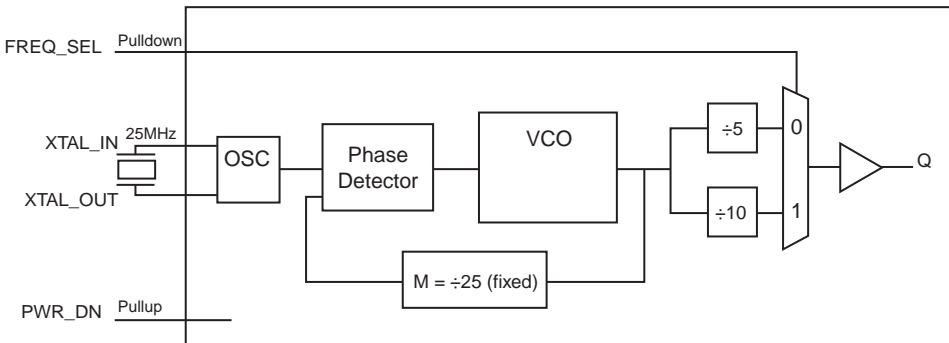 FREQ_SEL
Pulldown
XTAL_IN
25MHz
XTAL_OUT
OSC
Phase
Detector
VCO
÷5
÷10
0
1
Q
M = ÷25 (fixed)
PWR_DN
Pullup